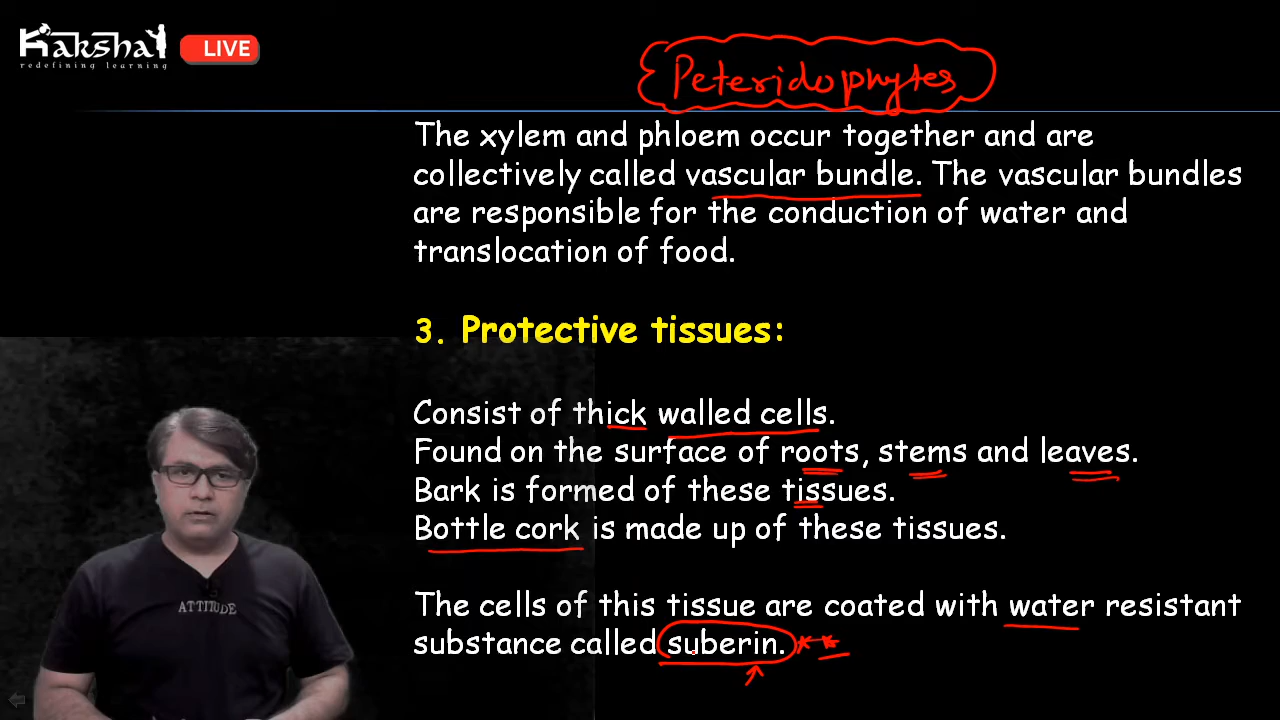 Kaksha
LIVE
redefining learning
Peteridophytes
The xylem and phloem occur together and are
collectively called vascular bundle. The vascular bundles
are responsible for the conduction of water and
translocation of food.
3. Protective tissues:
Consist of thick walled cells.
Found on the surface of roots, stems and leaves.
Bark is formed of these tissues.
Bottle cork is made up of these tissues.
ATTITUDE
The cells of this tissue are coated with water resistant
substance called suberin.